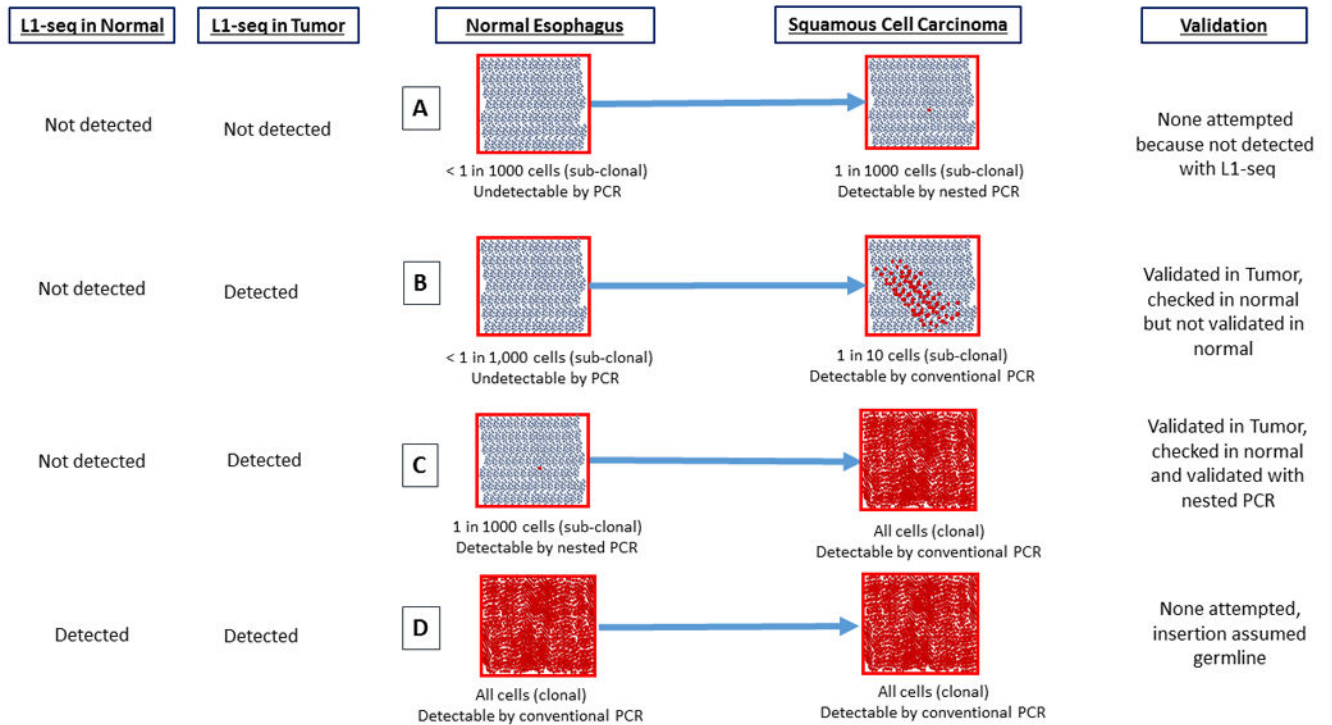 L1-seq in Normal
L1-seq in Tumor
Normal Esophagus
Squamous Cell Carcinoma
Validation
Not detected
Not detected
A
< 1 in 1000 cells (sub-clonal)
Undetectable by PCR
1 in 1000 cells (sub-clonal)
Detectable by nested PCR
None attempted
because not detected
with L1-seq
Not detected
Detected
B
< 1 in 1,000 cells (sub-clonal)
Undetectable by PCR
1 in 10 cells (sub-clonal)
Detectable by conventional PCR
Validated in Tumor,
checked in normal
but not validated in
normal
Not detected
Detected
C
1 in 1000 cells (sub-clonal)
Detectable by nested PCR
All cells (clonal)
Detectable by conventional PCR
Validated in Tumor,
checked in normal
and validated with
nested PCR
Detected
Detected
D
All cells (clonal)
Detectable by conventional PCR
All cells (clonal)
Detectable by conventional PCR
None attempted,
insertion assumed
germline